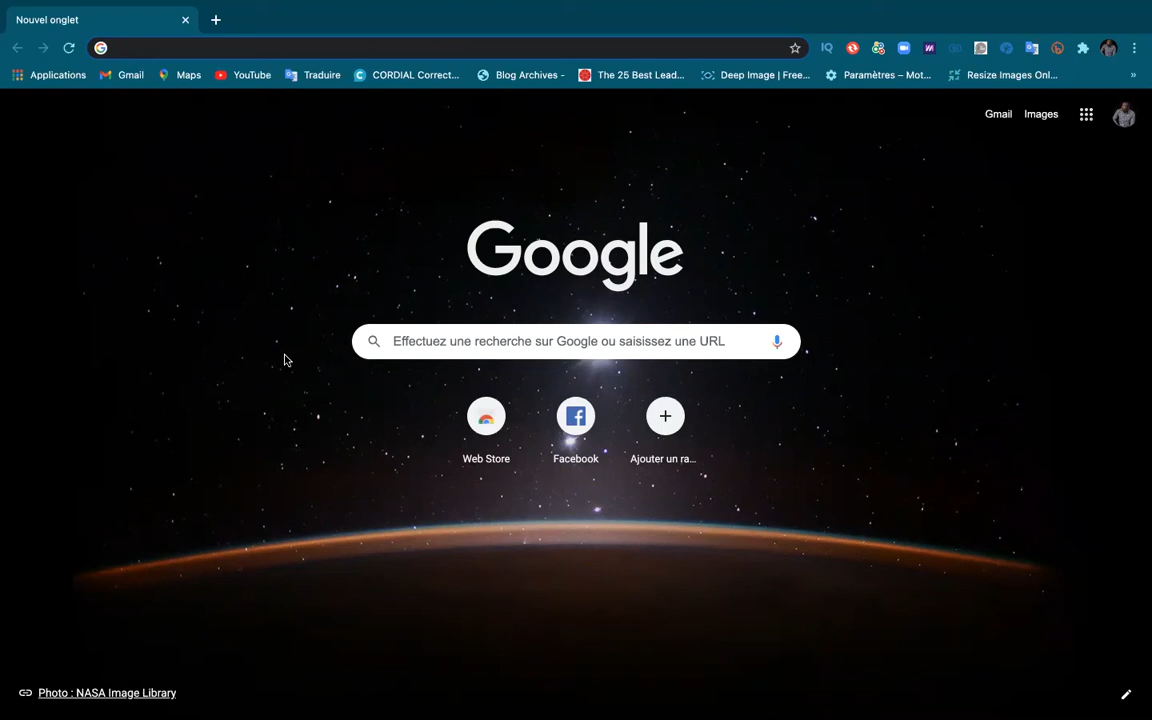 Nouvel onglet
Applications Gmail Maps YouTube Traduire CORDIAL Correct... Blog Archives - The 25 Best Lead... Deep Image | Free... Paramètres – Mot... Resize Images Onl... »
Gmail Images
Google
Effectuez une recherche sur Google ou saisissez une URL
Web Store Facebook Ajouter un ra...
Photo : NASA Image Library